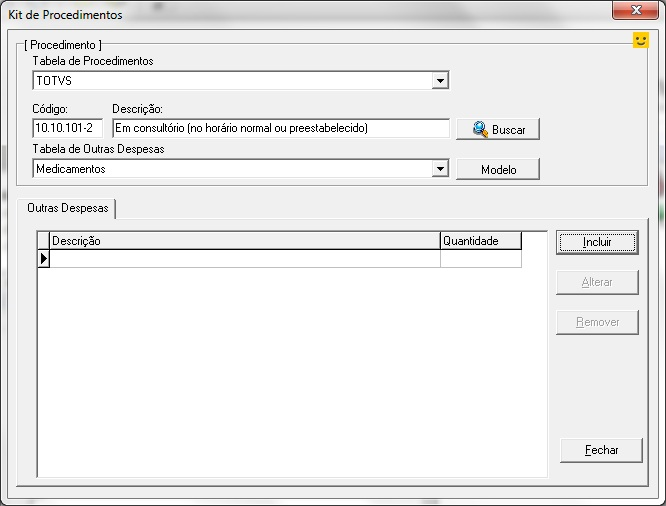 Kit de Procedimentos
[ Procedimento ]
Tabela de Procedimentos
TOTVS
Código: Descrição:
10.10.101-2 Em consultório (no horário normal ou preestabelecido) Buscar
Tabela de Outras Despesas
Medicamentos Modelo
Outras Despesas
Descrição Quantidade Incluir
Alterar
Remover
Fechar